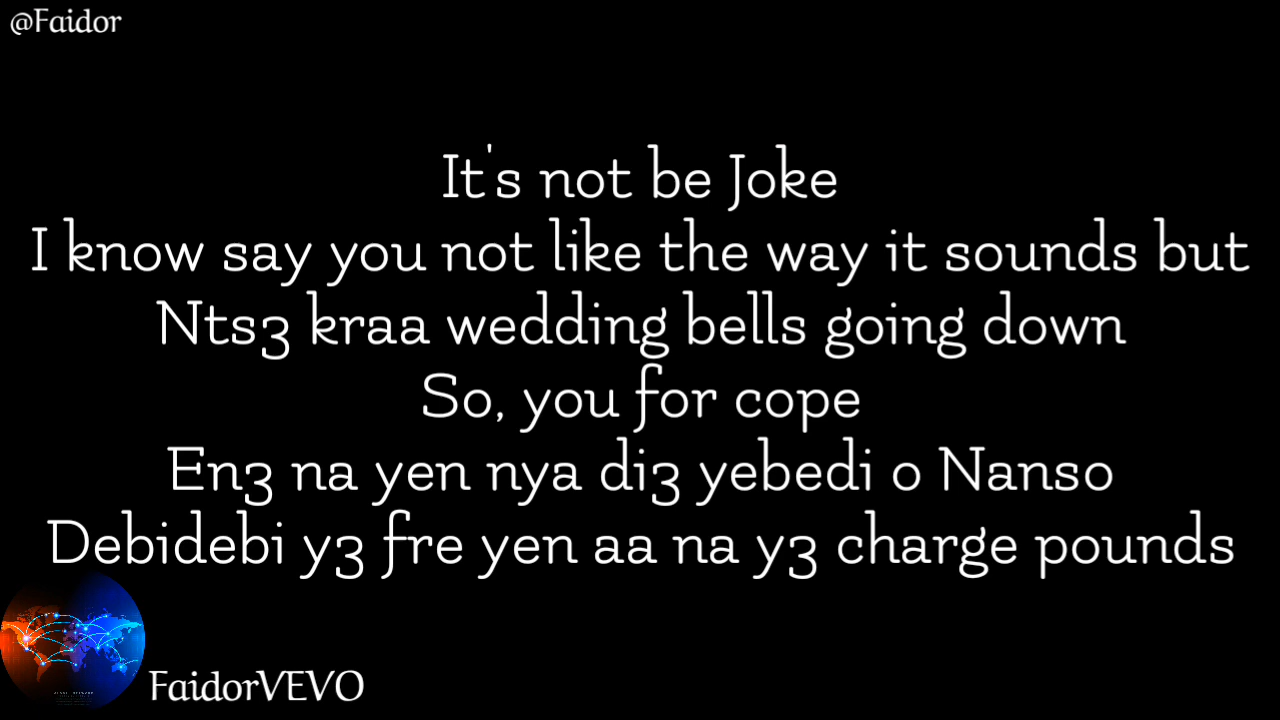 @Faidor
It's not be Joke
I know say you not like the way it sounds but
Nts3 kraa wedding bells going down
So, you for cope
En3 na yen nya di3 yebedi o Nanso
Debidebi y3 fre yen aa na y3 charge pounds
FaidorVEVO